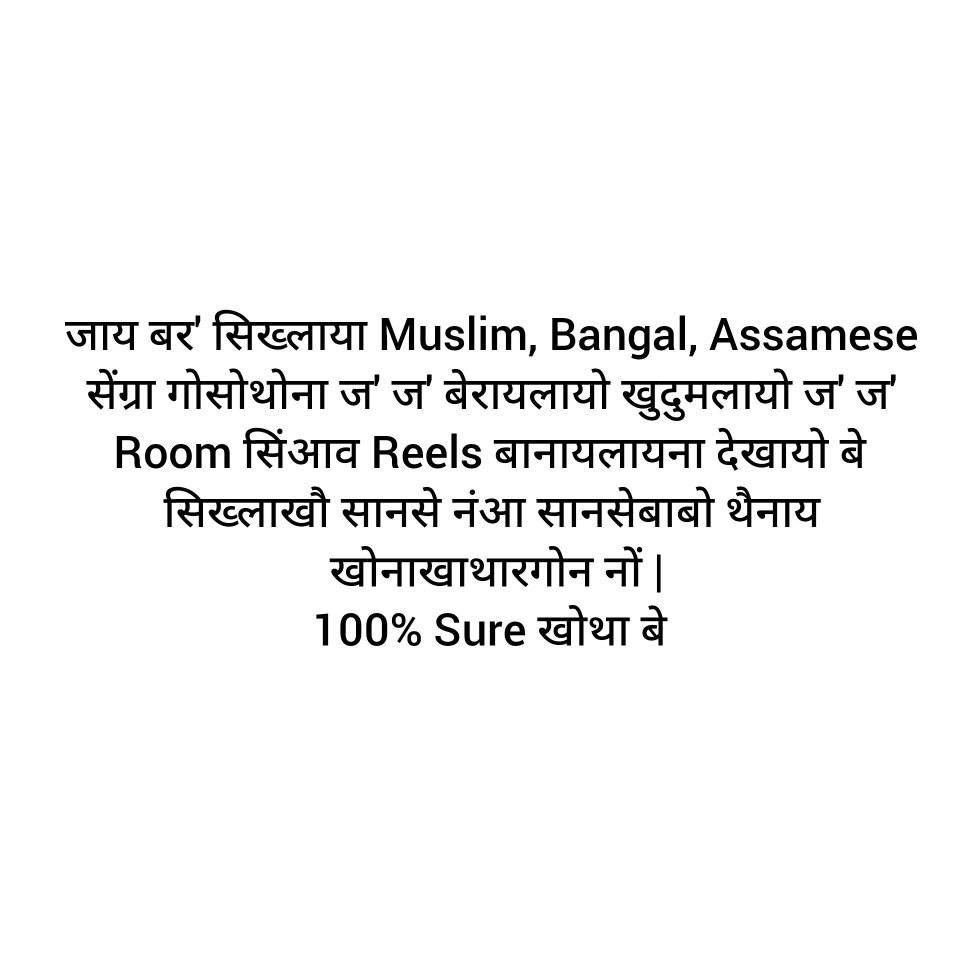 जाय बर' सिख्लाया Muslim, Bangal, Assamese
सेंग्रा गोसोथोना ज' ज' बेरायलायो खुदुमलायो ज' ज'
Room सिंआव Reels बानायलायना देखायो बे
सिख्लाखौ सानसे नंआ सानसेबाबो थैनाय
खोनाखाथारगोन नों |
100% Sure खोथा बे